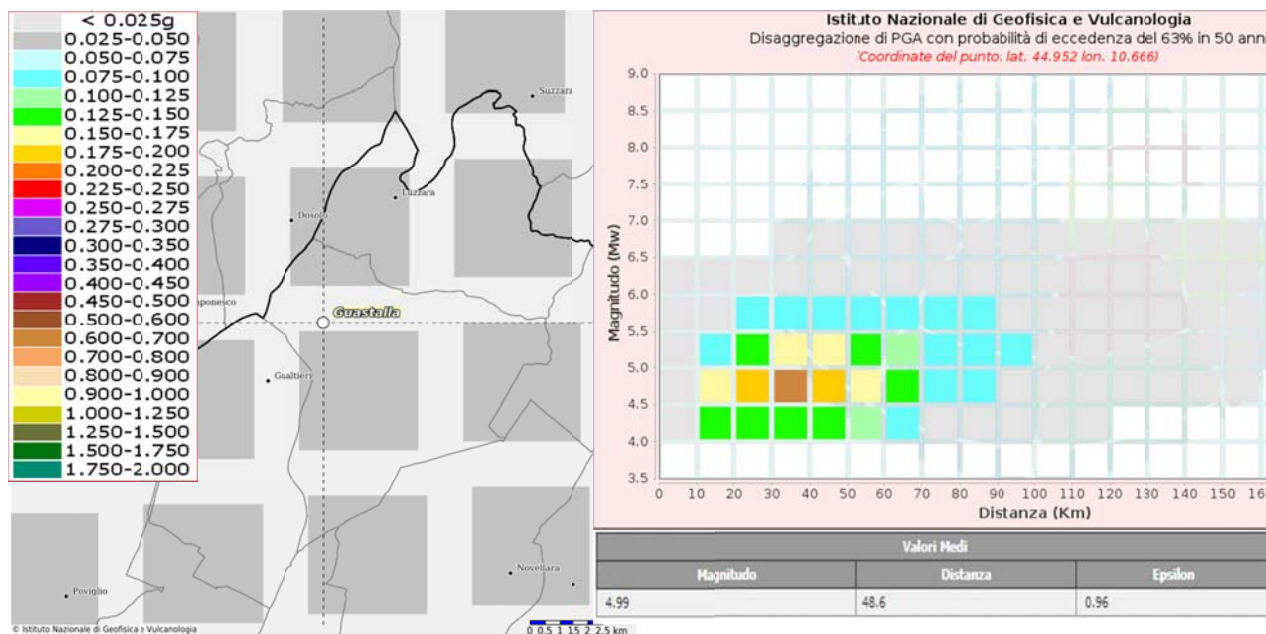 < 0.025g
0.025-0.050
0.050-0.075
0.075-0.100
0.100-0.125
0.125-0.150
0.150-0.175
0.175-0.200
0.200-0.225
0.225-0.250
0.250-0.275
0.275-0.300
0.300-0.350
0.350-0.400
0.400-0.450
0.450-0.500
0.500-0.600
0.600-0.700
0.700-0.800
0.800-0.900
0.900-1.000
1.000-1.250
1.250-1.500
1.500-1.750
1.750-2.000
Suzzara
Luzzara
Dosolo
mponesco
Guastalla
Gualtieri
Novellara
Poviglio
© Istituto Nazionale di Geofisica e Vulcanologia
0 0.5 1 1.5 2 2.5 km
Istituto Nazionale di Geofisica e Vulcanologia
Disaggregazione di PGA con probabilità di eccedenza del 63% in 50 anni
(Coordinate del punto: lat. 44.952 lon. 10.666)
Magnitudo (Mw)
9.0
8.5
8.0
7.5
7.0
6.5
6.0
5.5
5.0
4.5
4.0
3.5
0 10 20 30 40 50 60 70 80 90 100 110 120 130 140 150 16
Distanza (Km)
Valori Medi
Magnitudo Distanza Epsilon
4.99 48.6 0.96